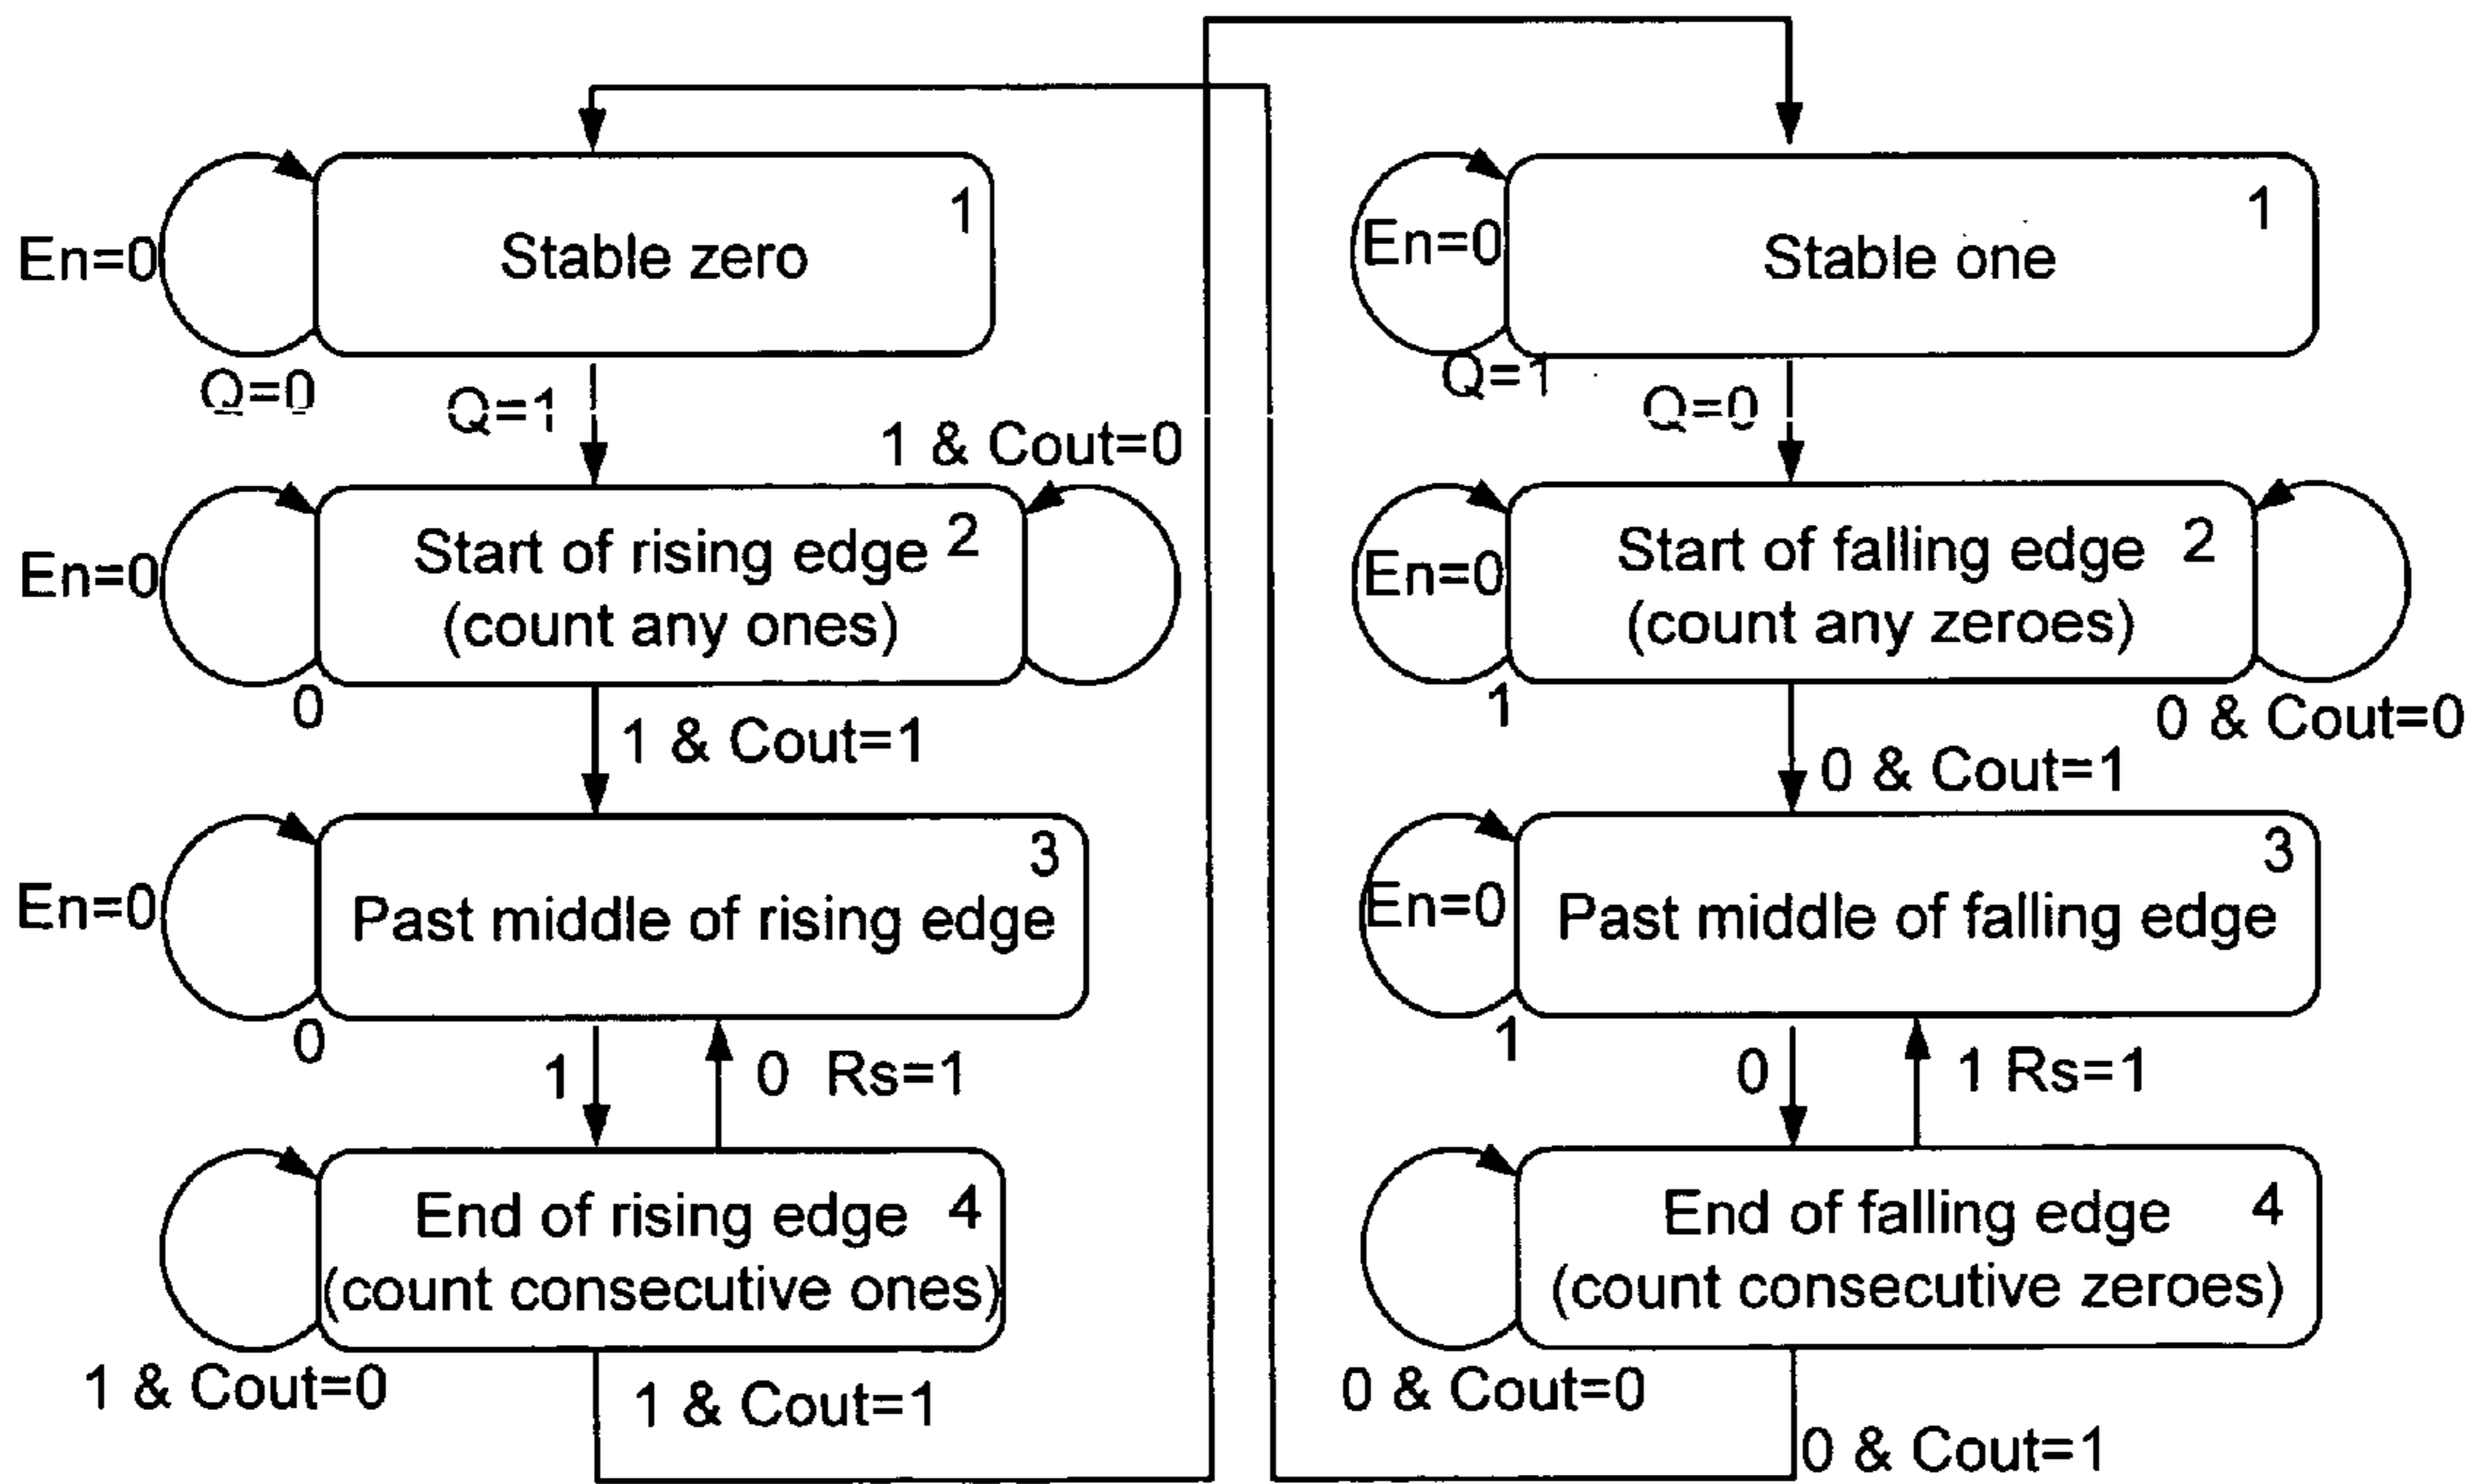 1
En=0
Stable zero
Q=0
Q=1
1 & Cout=0
2
Start of rising edge
En=0
(count any ones)
0
1 & Cout=1
3
En=0
Past middle of rising edge
0
1
0 Rs=1
4
End of rising edge
(count consecutive ones)
1 & Cout=0
1 & Cout=1
1
En=0
Stable one
Q=1
Q=0
2
Start of falling edge
En=0
(count any zeroes)
1
0 & Cout=0
0 & Cout=1
3
En=0
Past middle of falling edge
1
0
1 Rs=1
4
End of falling edge
(count consecutive zeroes)
0 & Cout=0
0 & Cout=1